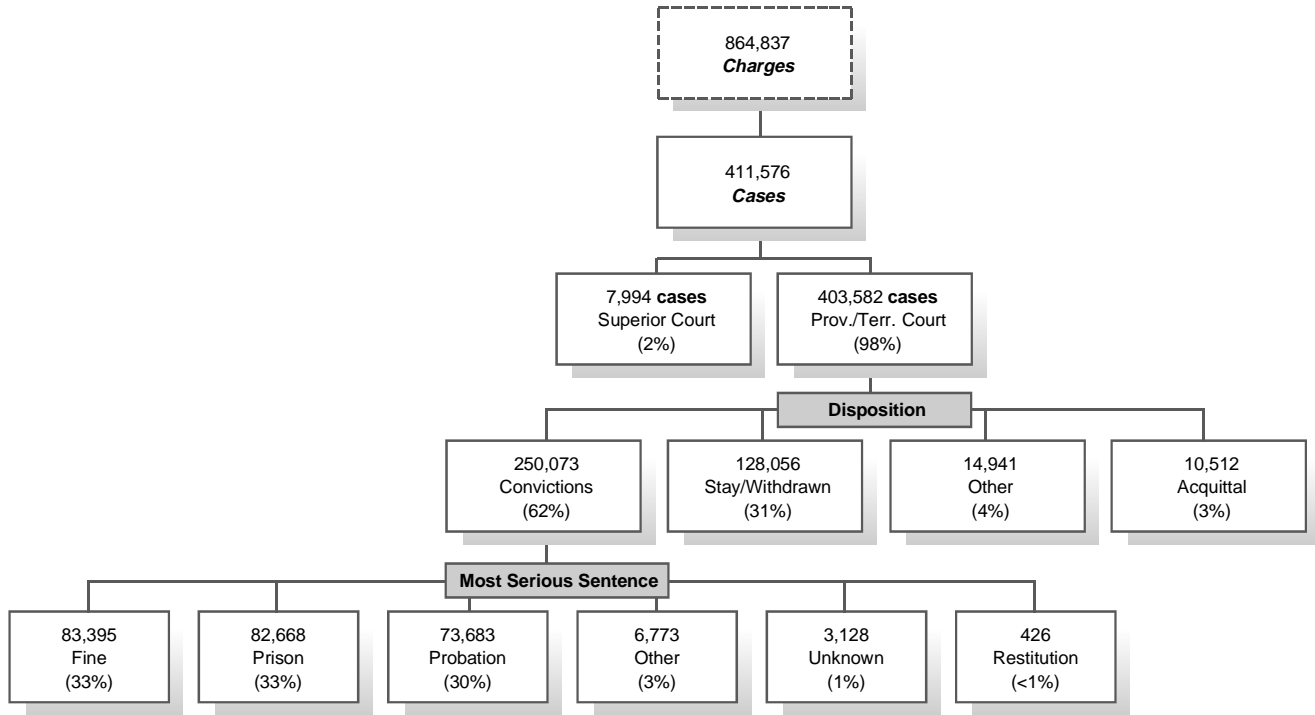 864,837
Charges
411,576
Cases
7,994 cases
Superior Court
(2%)
403,582 cases
Prov./Terr. Court
(98%)
Disposition
250,073
Convictions
(62%)
128,056
Stay/Withdrawn
(31%)
14,941
Other
(4%)
10,512
Acquittal
(3%)
Most Serious Sentence
83,395
Fine
(33%)
82,668
Prison
(33%)
73,683
Probation
(30%)
6,773
Other
(3%)
3,128
Unknown
(1%)
426
Restitution
(<1%)